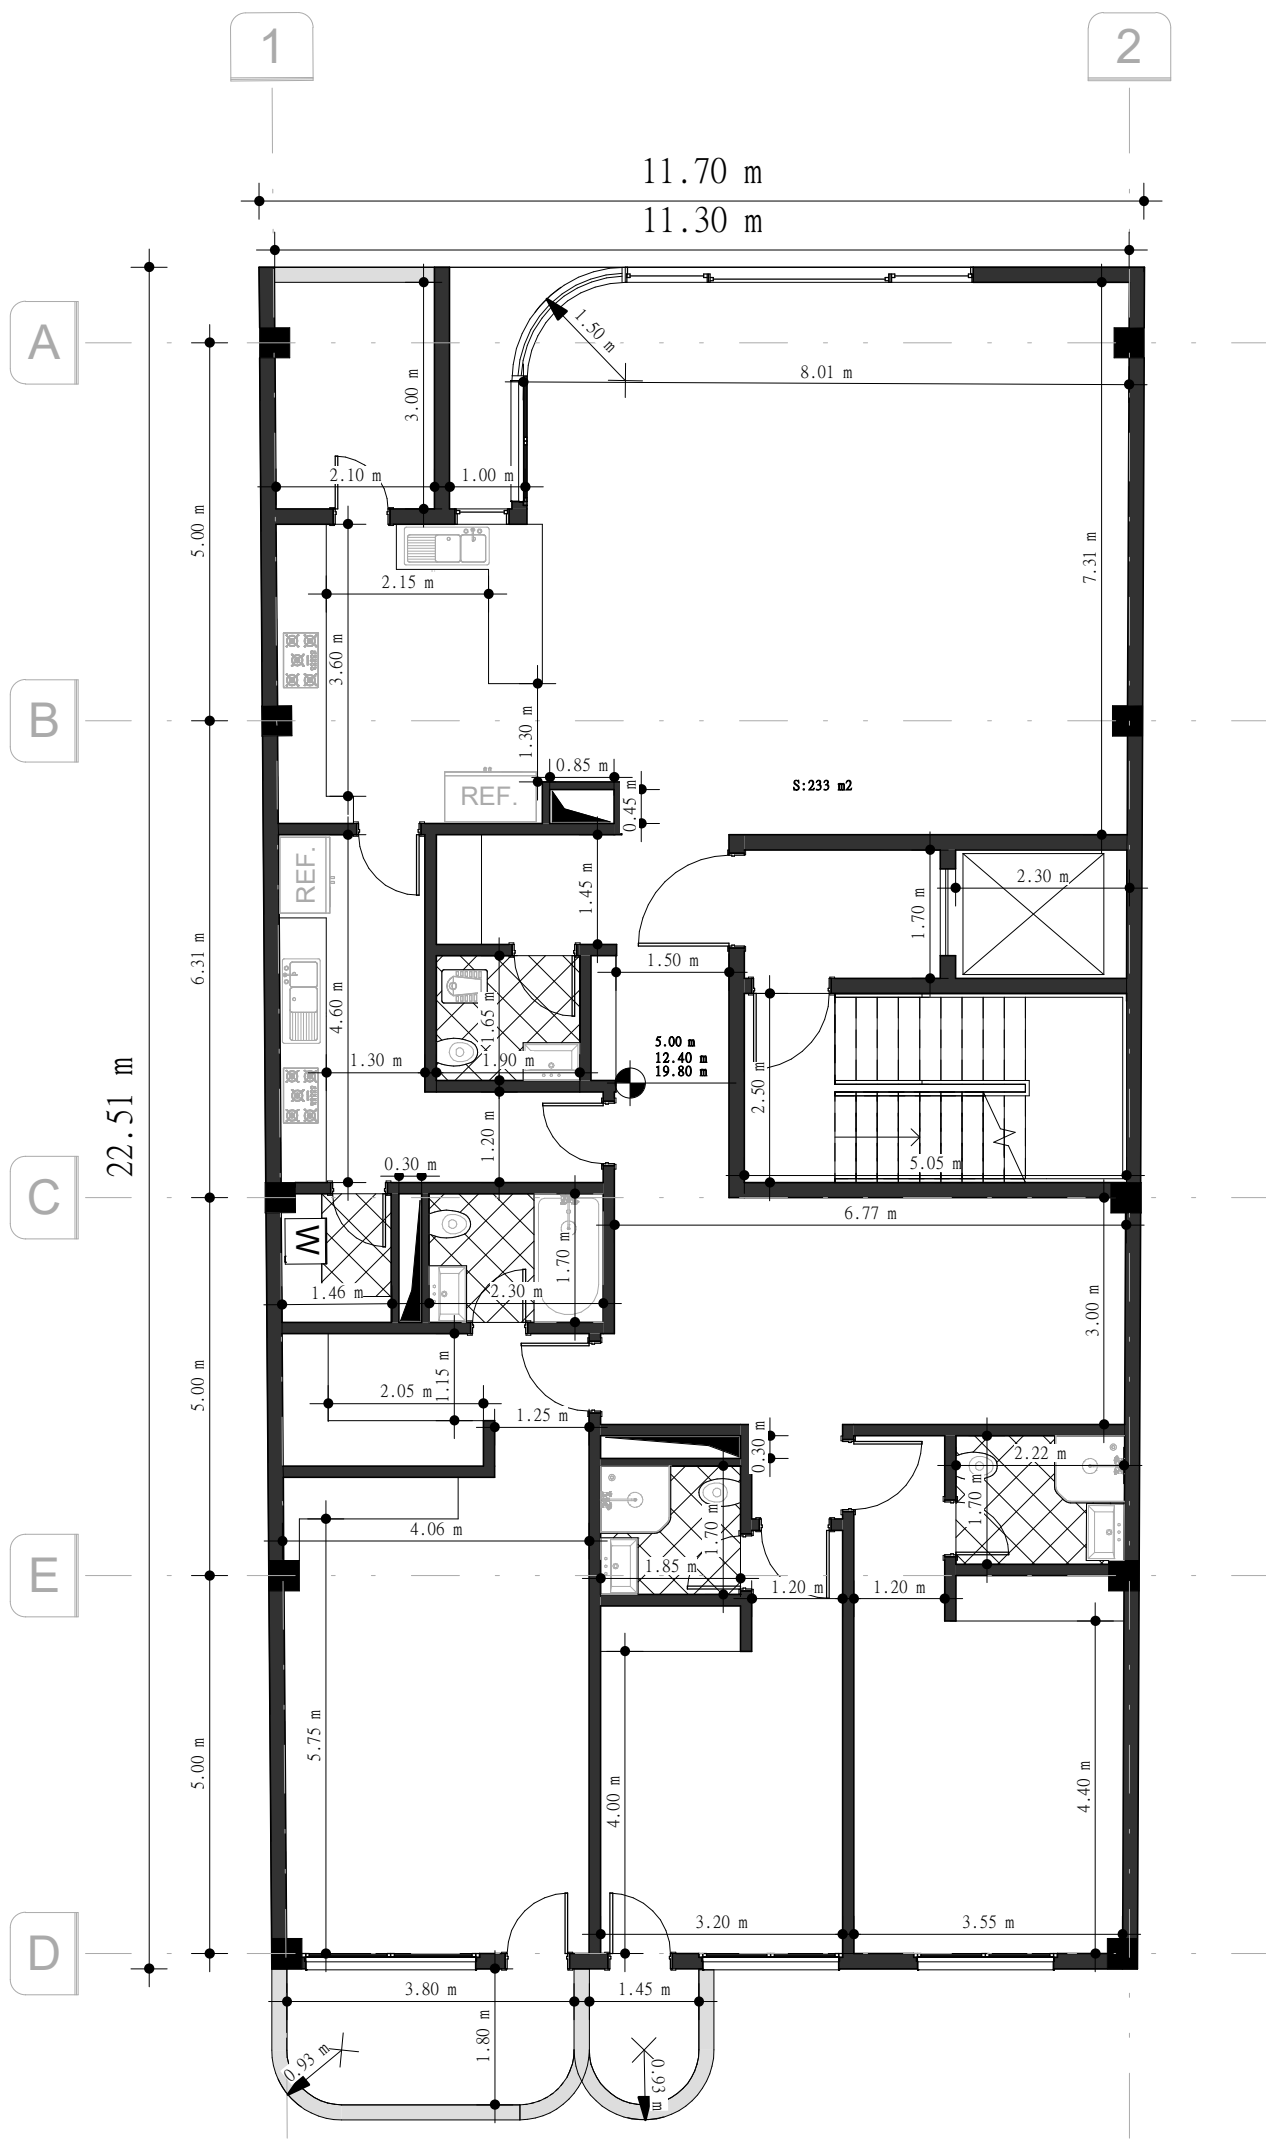 1
2
11.70 m
11.30 m
A
1.50 m
8.01 m
3.00 m
2.10 m
1.00 m
5.00 m
7.31 m
2.15 m
3.60 m
B
1.30 m
0.85 m
REF.
0.45 m
S:233 m2
REF.
1.45 m
2.30 m
1.70 m
6.31 m
1.50 m
4.60 m
1.65 m
5.00 m
12.40 m
19.80 m
1.30 m
1.90 m
2.50 m
22.51 m
1.20 m
0.30 m
5.05 m
C
6.77 m
W
1.70 m
1.46 m
2.30 m
3.00 m
1.15 m
5.00 m
2.05 m
1.25 m
0.30 m
2.22 m
1.70 m
4.06 m
1.70 m
E
1.85 m
1.20 m
1.20 m
5.75 m
5.00 m
4.00 m
4.40 m
3.20 m
3.55 m
D
3.80 m
1.45 m
1.80 m
0.93 m
0.93 m